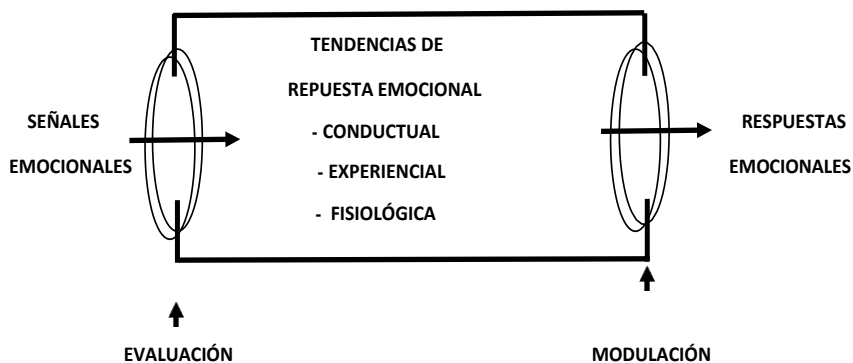 TENDENCIAS DE
REPUESTA EMOCIONAL
- CONDUCTUAL
- EXPERIENCIAL
- FISIOLÓGICA
SEÑALES
EMOCIONALES
RESPUESTAS
EMOCIONALES
EVALUACIÓN
MODULACIÓN